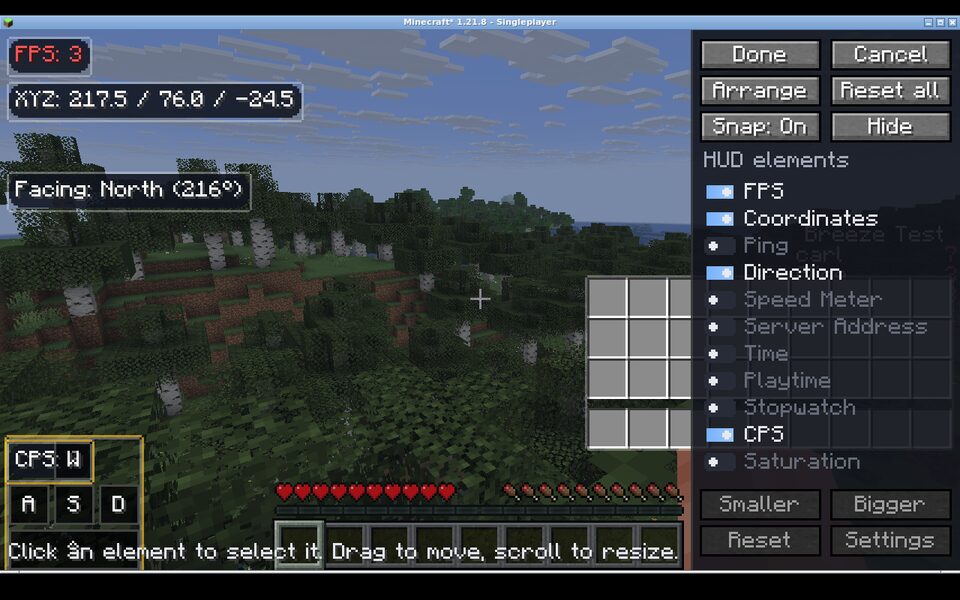 Minecraft* 1.21.8 - Singleplayer
FPS: 3
XYZ: 217.5 / 76.0 / -24.5
Facing: North (216°)
CPS W
A S D
Click an element to select it. Drag to move, scroll to resize.
Done Cancel
Arrange Reset all
Snap: On Hide
HUD elements
FPS
Coordinates
Ping
Breeze Test
carl
Direction
Speed Meter
Server Address
Time
Playtime
Stopwatch
CPS
Saturation
Smaller Bigger
Reset Settings